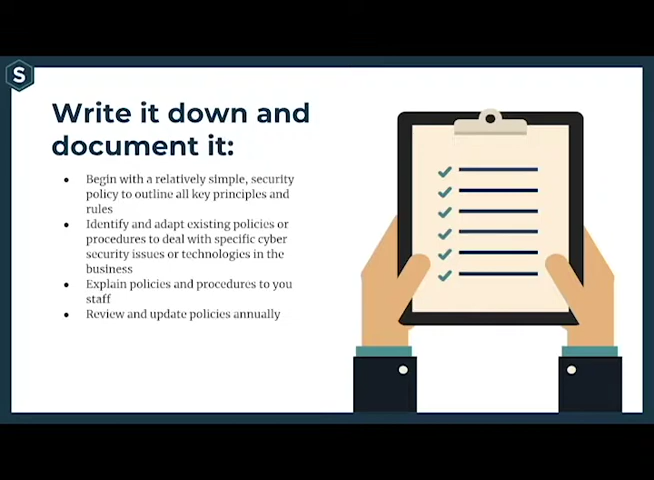 S
Write it down and
document it:
• Begin with a relatively simple, security
policy to outline all key principles and
rules
• Identify and adapt existing policies or
procedures to deal with specific cyber
security issues or technologies in the
business
• Explain policies and procedures to you
staff
• Review and update policies annually